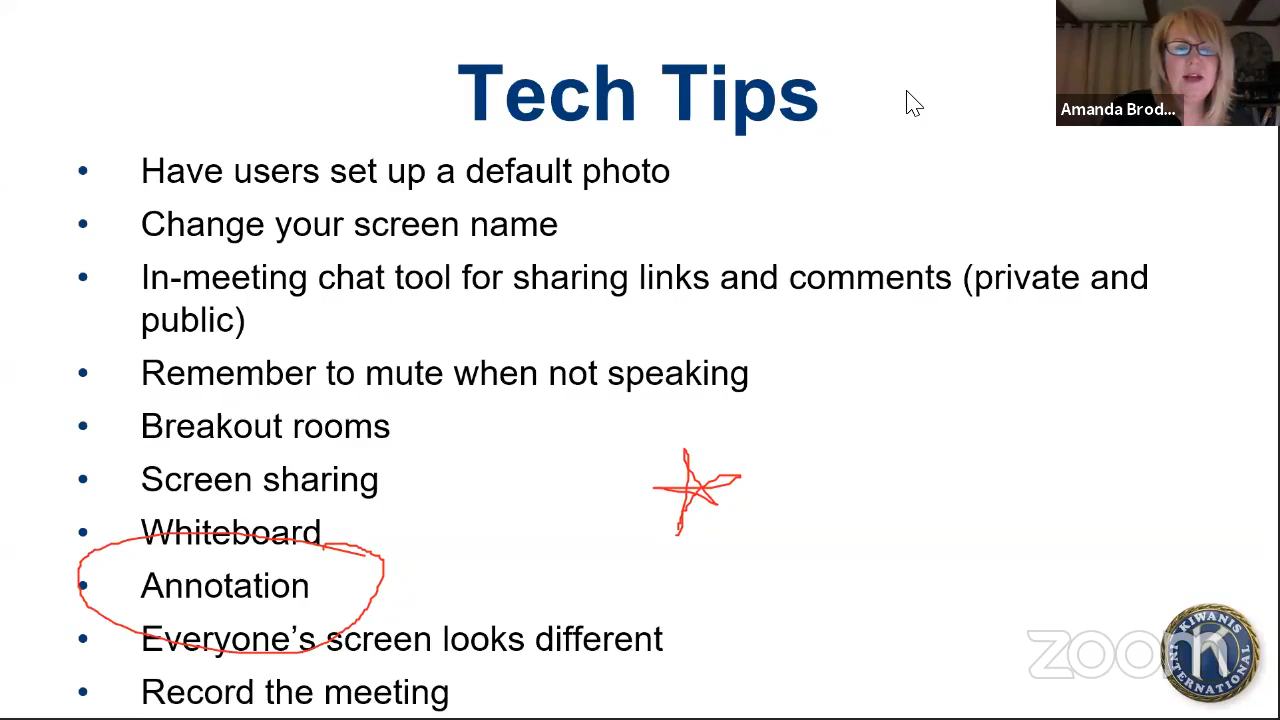 Tech Tips
Amanda Brod...
• Have users set up a default photo
• Change your screen name
• In-meeting chat tool for sharing links and comments (private and
public)
• Remember to mute when not speaking
• Breakout rooms
• Screen sharing
• Whiteboard
• Annotation
• Everyone’s screen looks different
• Record the meeting
zoom
KIWANIS
K
INTERNATIONAL